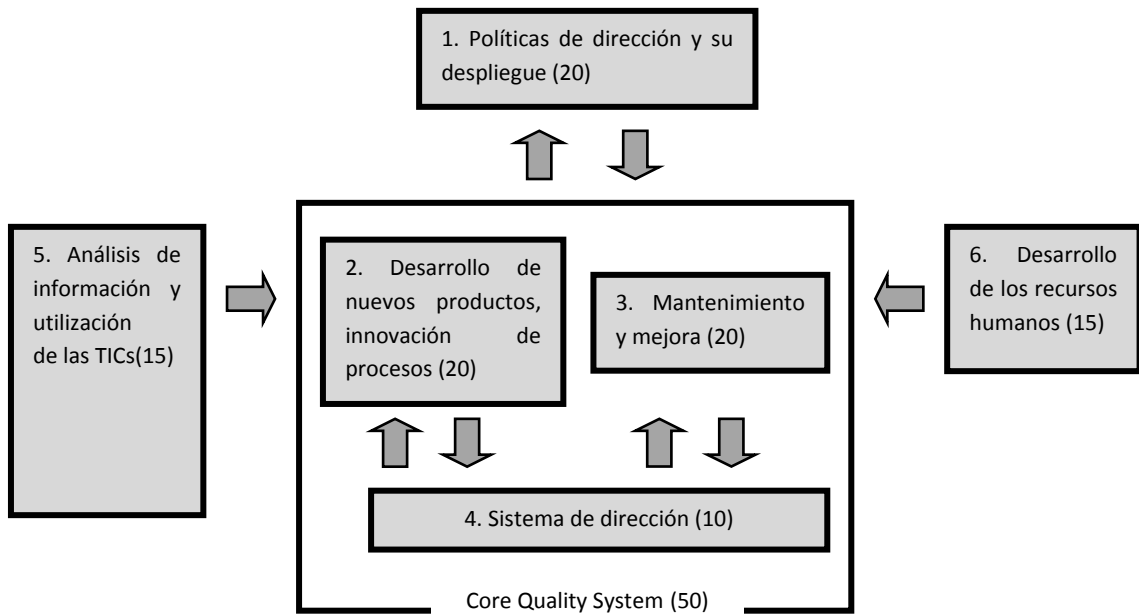 1. Políticas de dirección y su
despliegue (20)
5. Análisis de
información y
utilización
de las TICs(15)
2. Desarrollo de
nuevos productos,
innovación de
procesos (20)
3. Mantenimiento
y mejora (20)
6. Desarrollo
de los recursos
humanos (15)
4. Sistema de dirección (10)
Core Quality System (50)